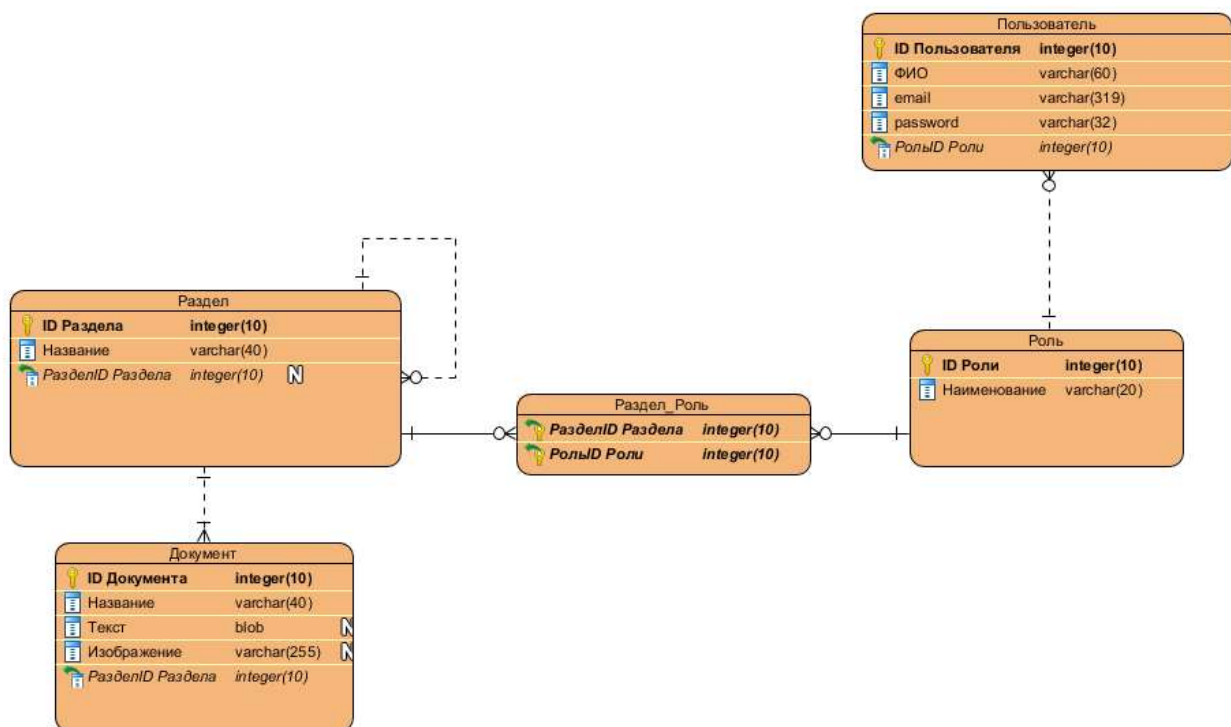 Пользователь
ID Пользователя integer(10)
ФИО varchar(60)
email varchar(319)
password varchar(32)
РольID Роли integer(10)
Раздел
ID Раздела integer(10)
Название varchar(40)
РазделID Раздела integer(10) N
Раздел_Роль
РазделID Раздела integer(10)
РольID Роли integer(10)
Роль
ID Роли integer(10)
Наименование varchar(20)
Документ
ID Документа integer(10)
Название varchar(40)
Текст blob N
Изображение varchar(255) N
РазделID Раздела integer(10)